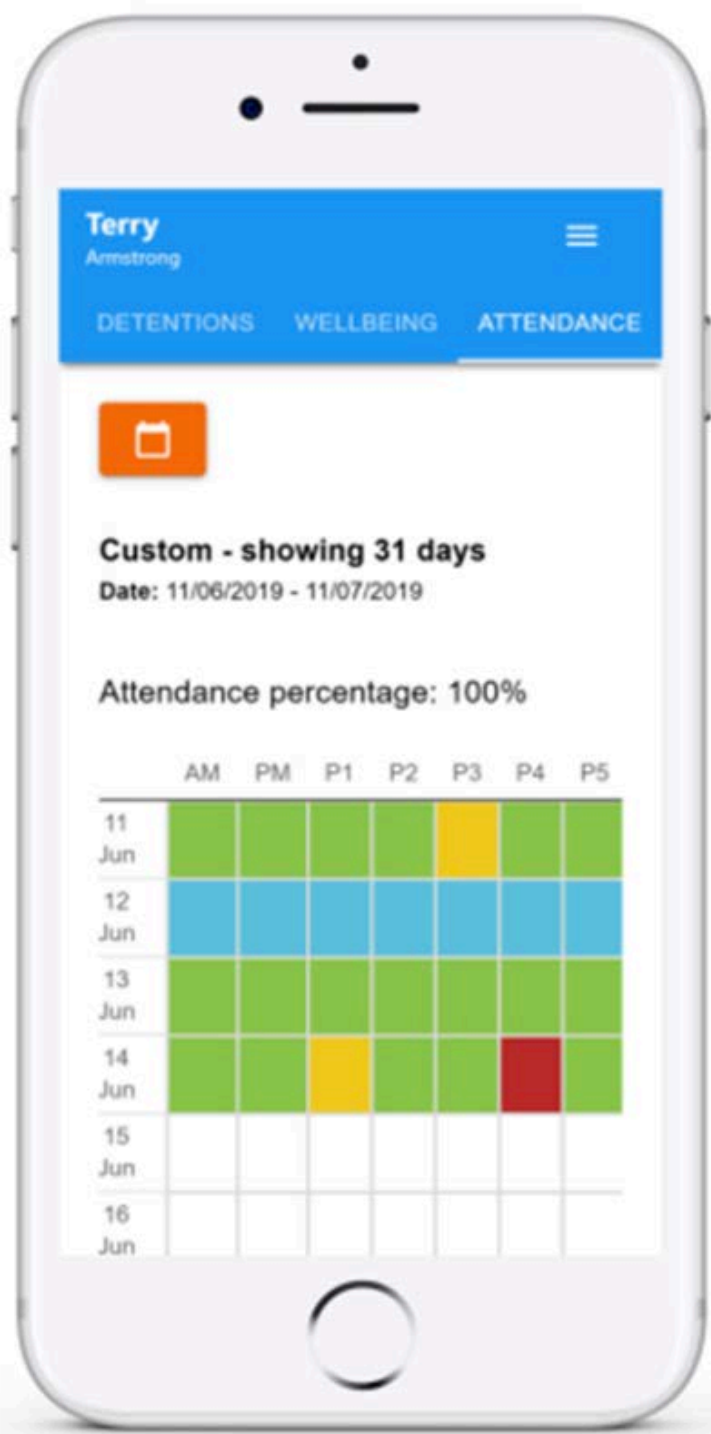 Terry
Armstrong
DETENTIONS WELLBEING ATTENDANCE
Custom - showing 31 days
Date: 11/06/2019 - 11/07/2019
Attendance percentage: 100%
AM PM P1 P2 P3 P4 P5
11
Jun
12
Jun
13
Jun
14
Jun
15
Jun
16
Jun